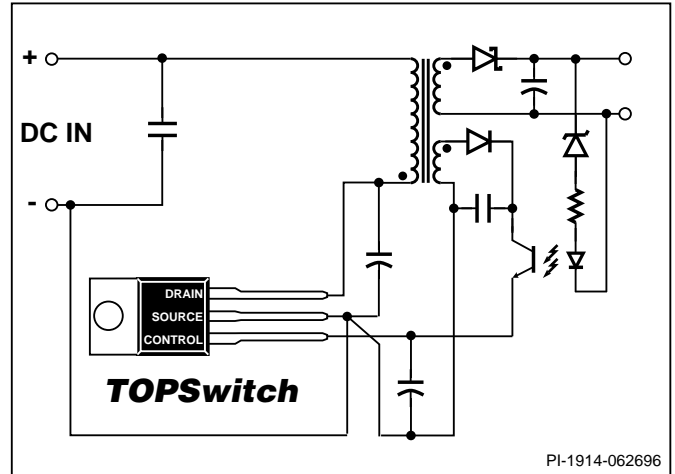 +
DC IN
-
DRAIN
SOURCE
CONTROL
TOPSwitch
PI-1914-062696